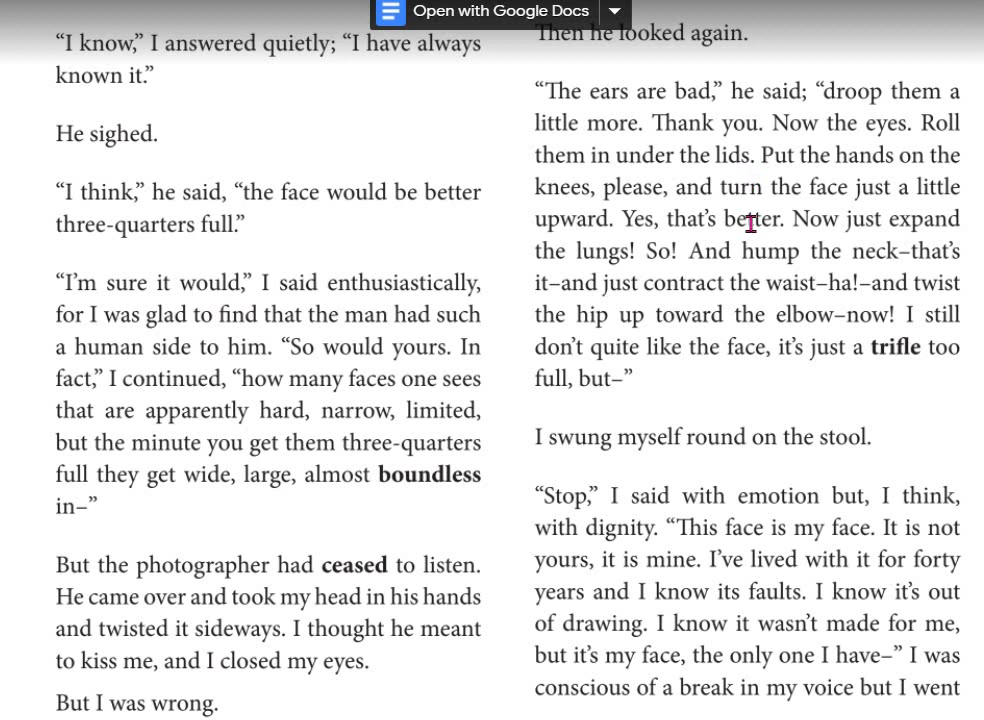 Open with Google Docs
“I know,” I answered quietly; “I have always
known it.”
He sighed.
“I think,” he said, “the face would be better
three-quarters full.”
“I’m sure it would,” I said enthusiastically,
for I was glad to find that the man had such
a human side to him. “So would yours. In
fact,” I continued, “how many faces one sees
that are apparently hard, narrow, limited,
but the minute you get them three-quarters
full they get wide, large, almost boundless
in–”
But the photographer had ceased to listen.
He came over and took my head in his hands
and twisted it sideways. I thought he meant
to kiss me, and I closed my eyes.
But I was wrong.
Then he looked again.
“The ears are bad,” he said; “droop them a
little more. Thank you. Now the eyes. Roll
them in under the lids. Put the hands on the
knees, please, and turn the face just a little
upward. Yes, that’s better. Now just expand
the lungs! So! And hump the neck–that’s
it–and just contract the waist–ha!–and twist
the hip up toward the elbow–now! I still
don’t quite like the face, it’s just a trifle too
full, but–”
I swung myself round on the stool.
“Stop,” I said with emotion but, I think,
with dignity. “This face is my face. It is not
yours, it is mine. I’ve lived with it for forty
years and I know its faults. I know it’s out
of drawing. I know it wasn’t made for me,
but it’s my face, the only one I have–” I was
conscious of a break in my voice but I went